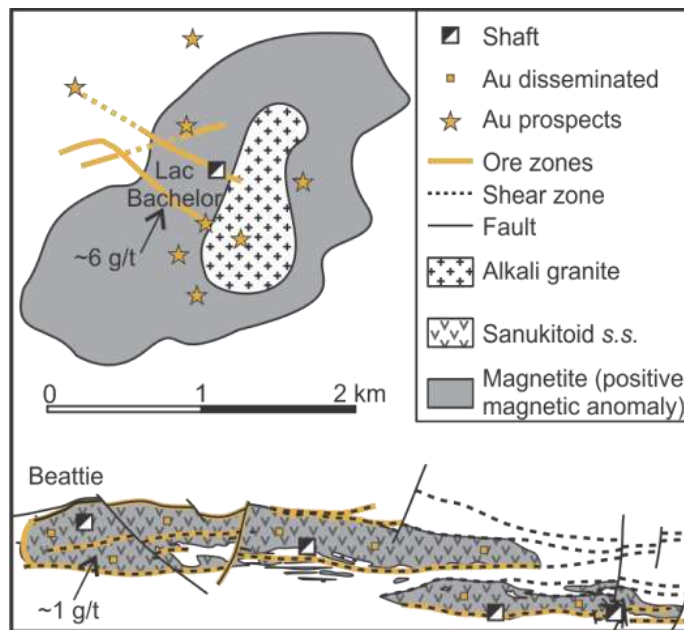 Lac
Bachelor
~6 g/t
0 1 2 km
Shaft
Au disseminated
Au prospects
Ore zones
Shear zone
Fault
Alkali granite
Sanukitoid s.s.
Magnetite (positive
magnetic anomaly)
Beattie
~1 g/t